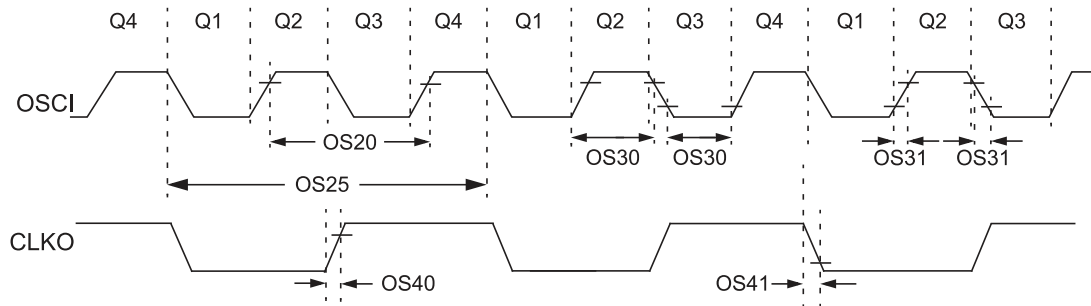 Q4 Q1 Q2 Q3 Q4 Q1 Q2 Q3 Q4 Q1 Q2 Q3
OSCI
OS20
OS30 OS30
OS31 OS31
OS25
CLKO
OS40
OS41